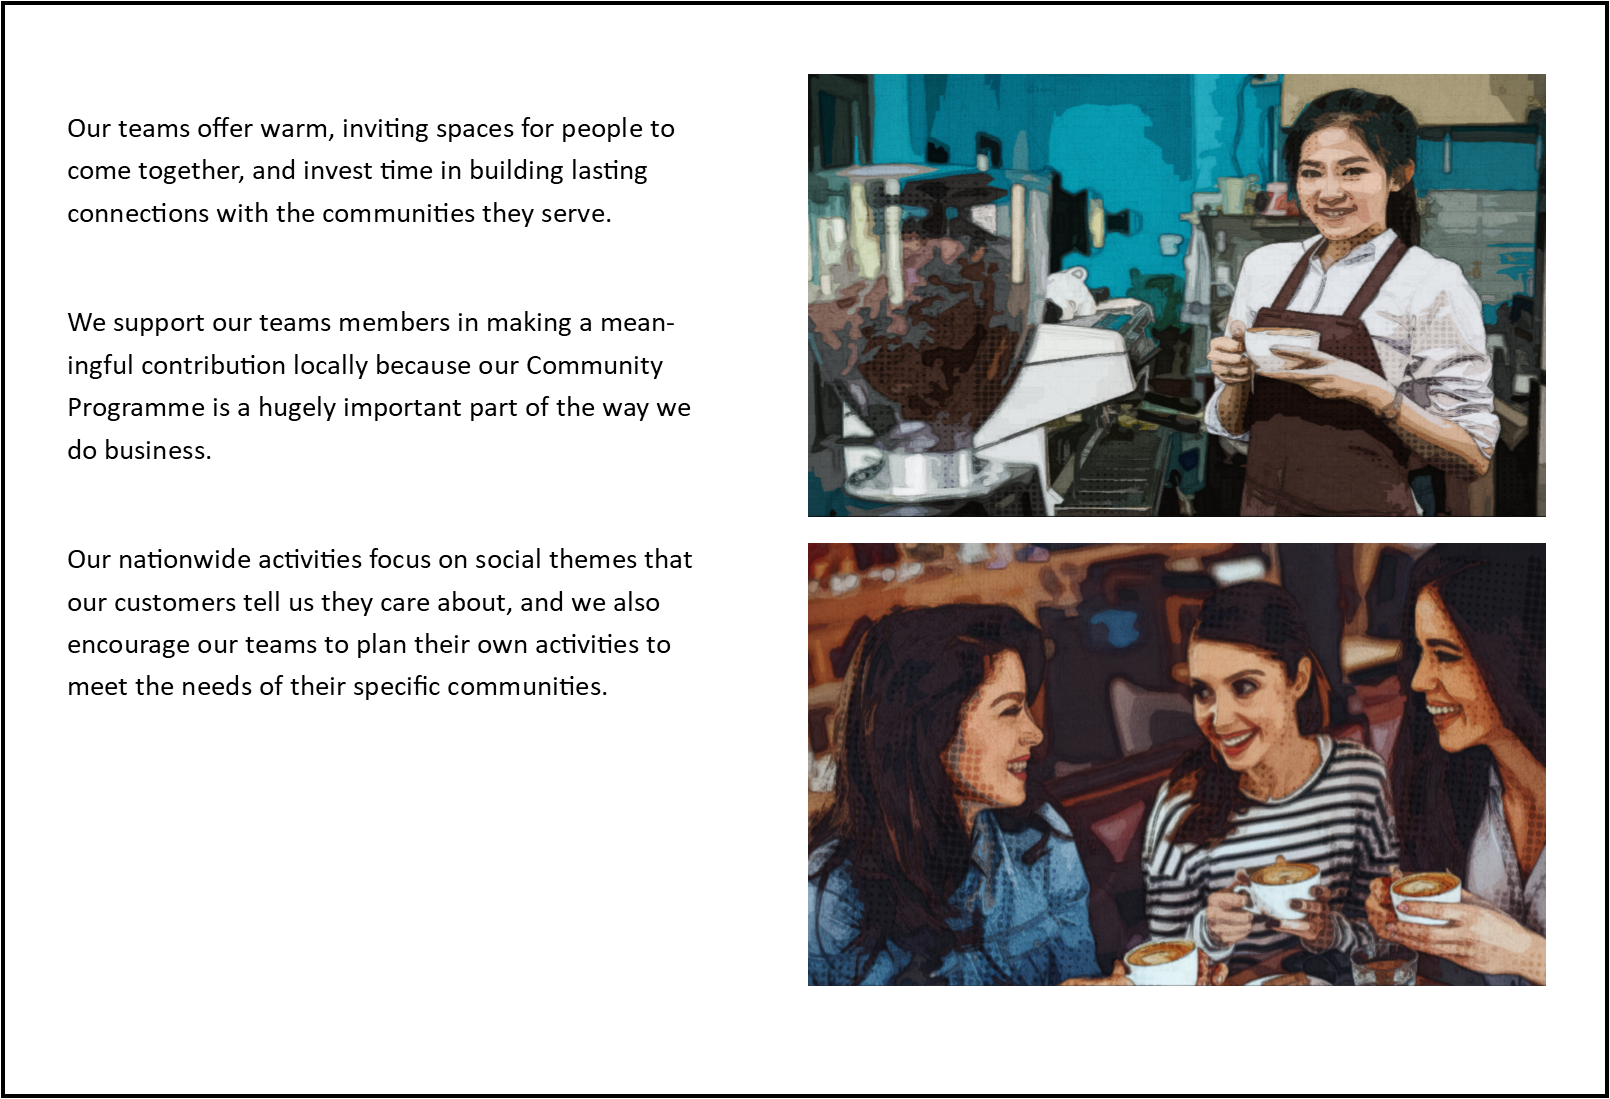 Our teams offer warm, inviting spaces for people to
come together, and invest time in building lasting
connections with the communities they serve.
We support our teams members in making a mean-
ingful contribution locally because our Community
Programme is a hugely important part of the way we
do business.
Our nationwide activities focus on social themes that
our customers tell us they care about, and we also
encourage our teams to plan their own activities to
meet the needs of their specific communities.